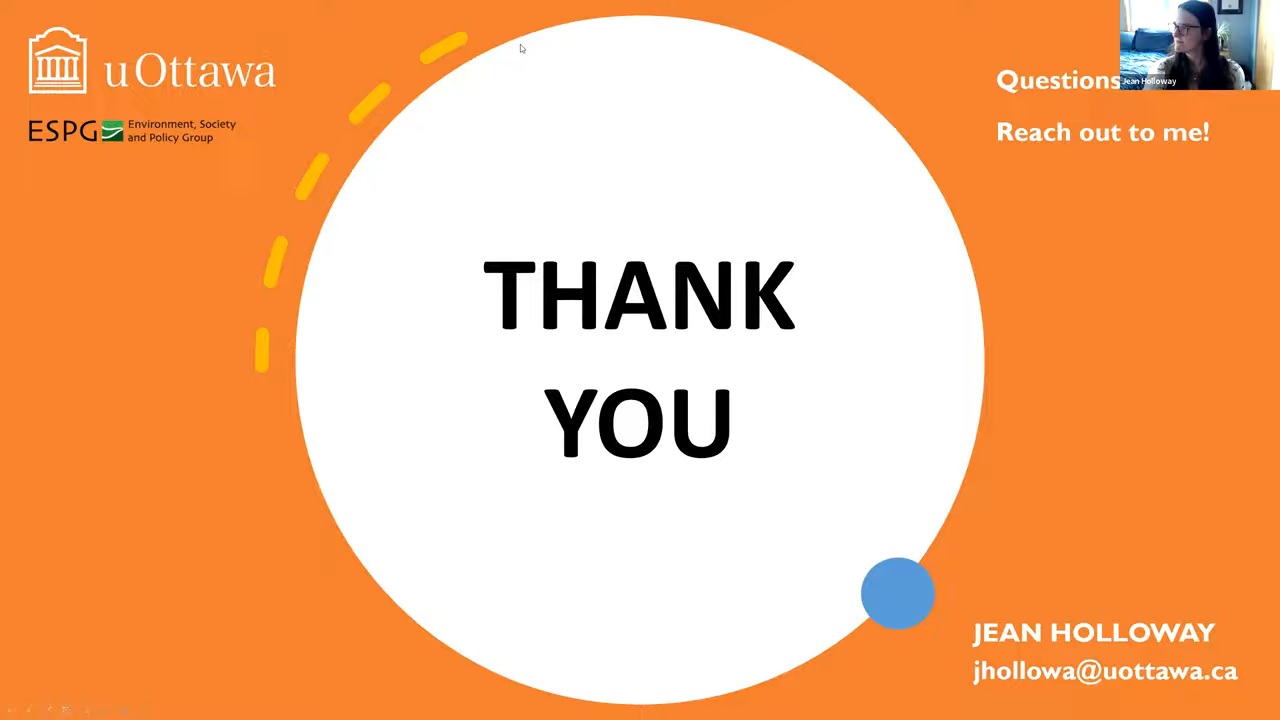 uOttawa
ESPG Environment, Society
and Policy Group
Questions
Jean Holloway
Reach out to me!
THANK
YOU
JEAN HOLLOWAY
jhollowa@uottawa.ca